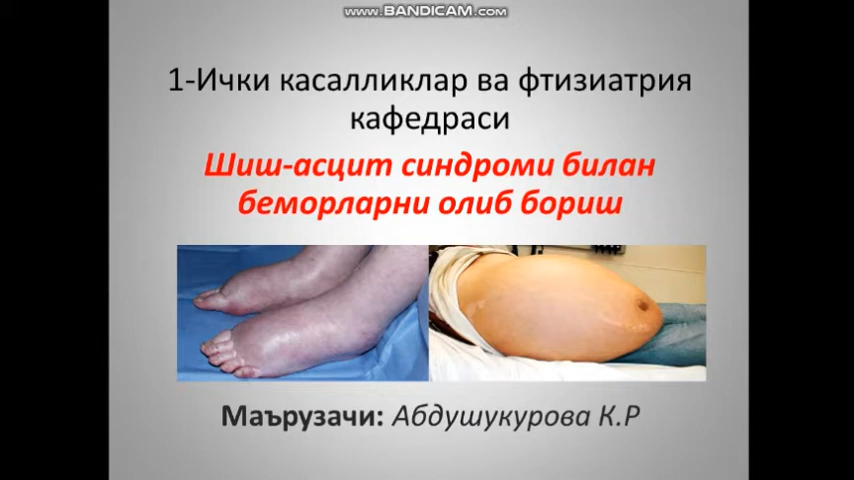 www.BANDICAM.com
1-Ички касалликлар ва фтизиатрия
кафедраси
Шиш-асцит синдроми билан
беморларни олиб бориш
Маърузачи: Абдушукурова К.Р